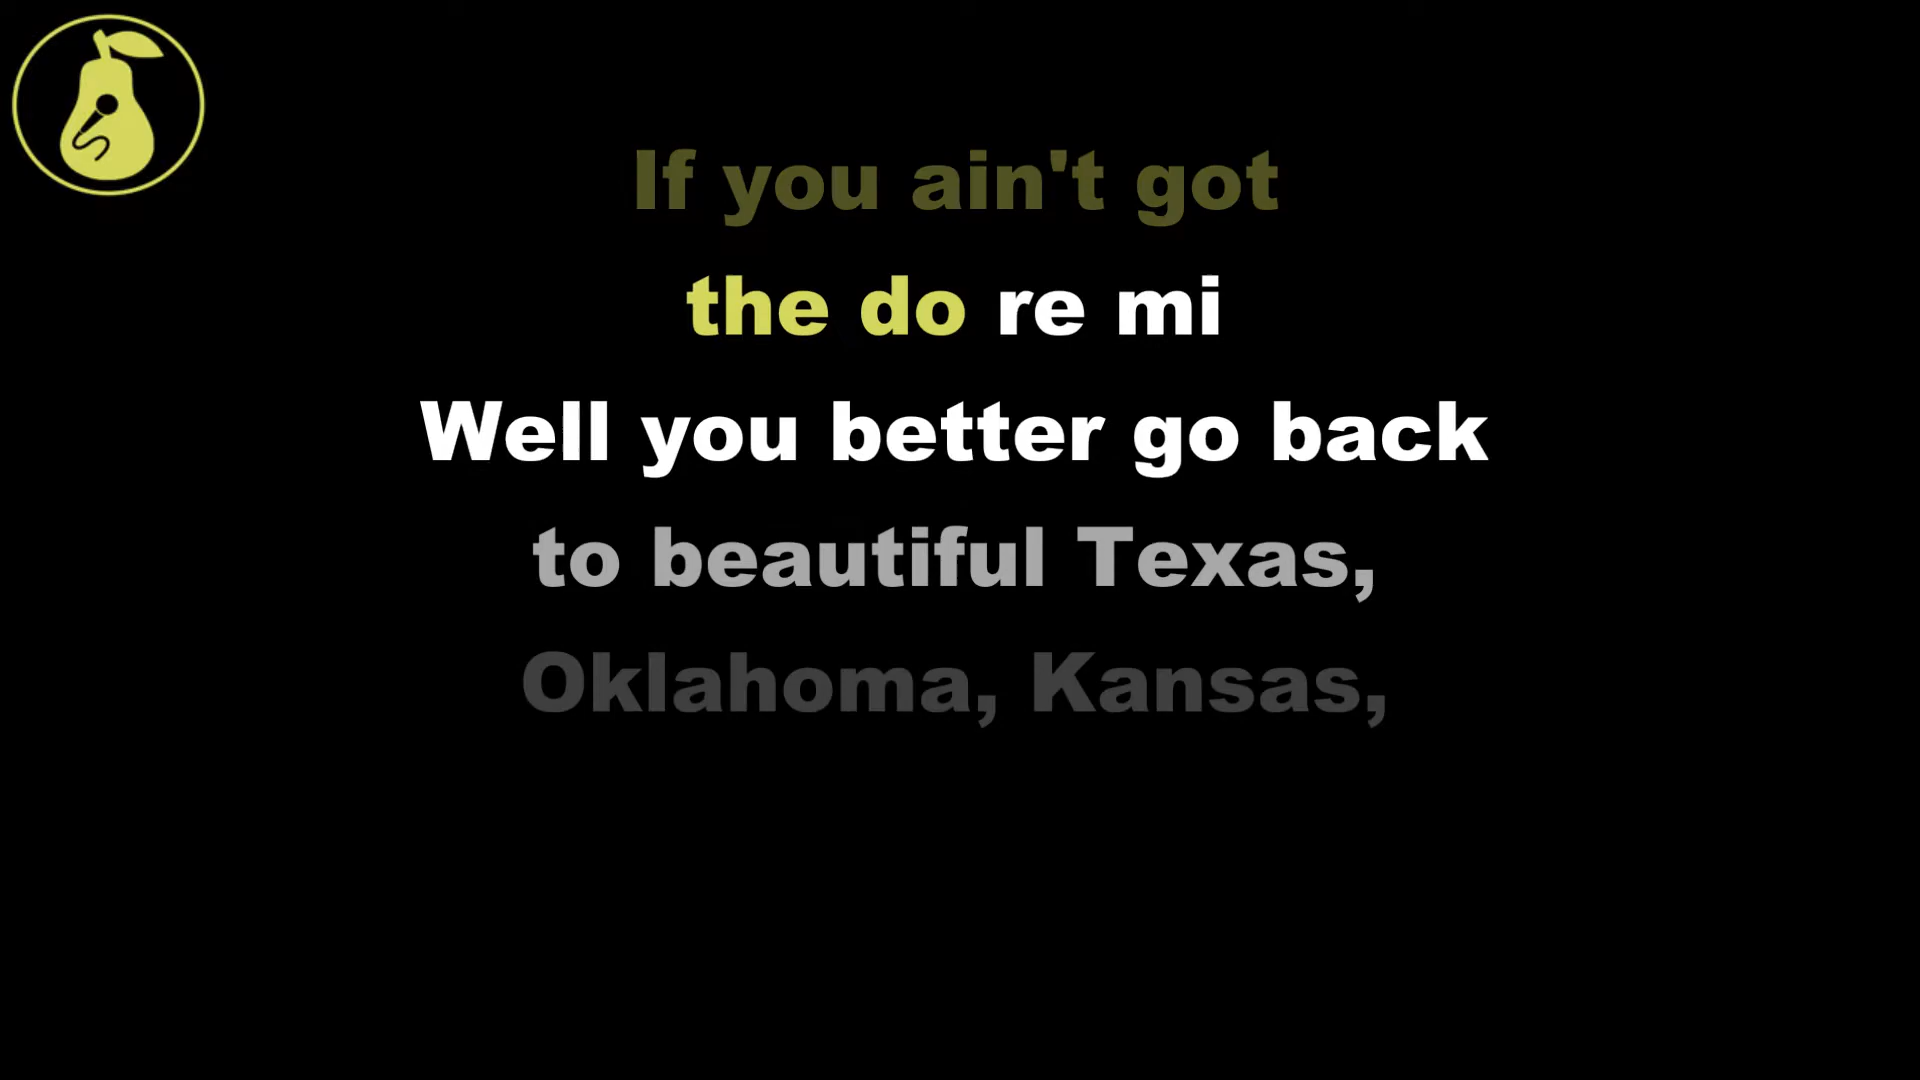 If you ain't got
the do re mi
Well you better go back
to beautiful Texas,
Oklahoma, Kansas,